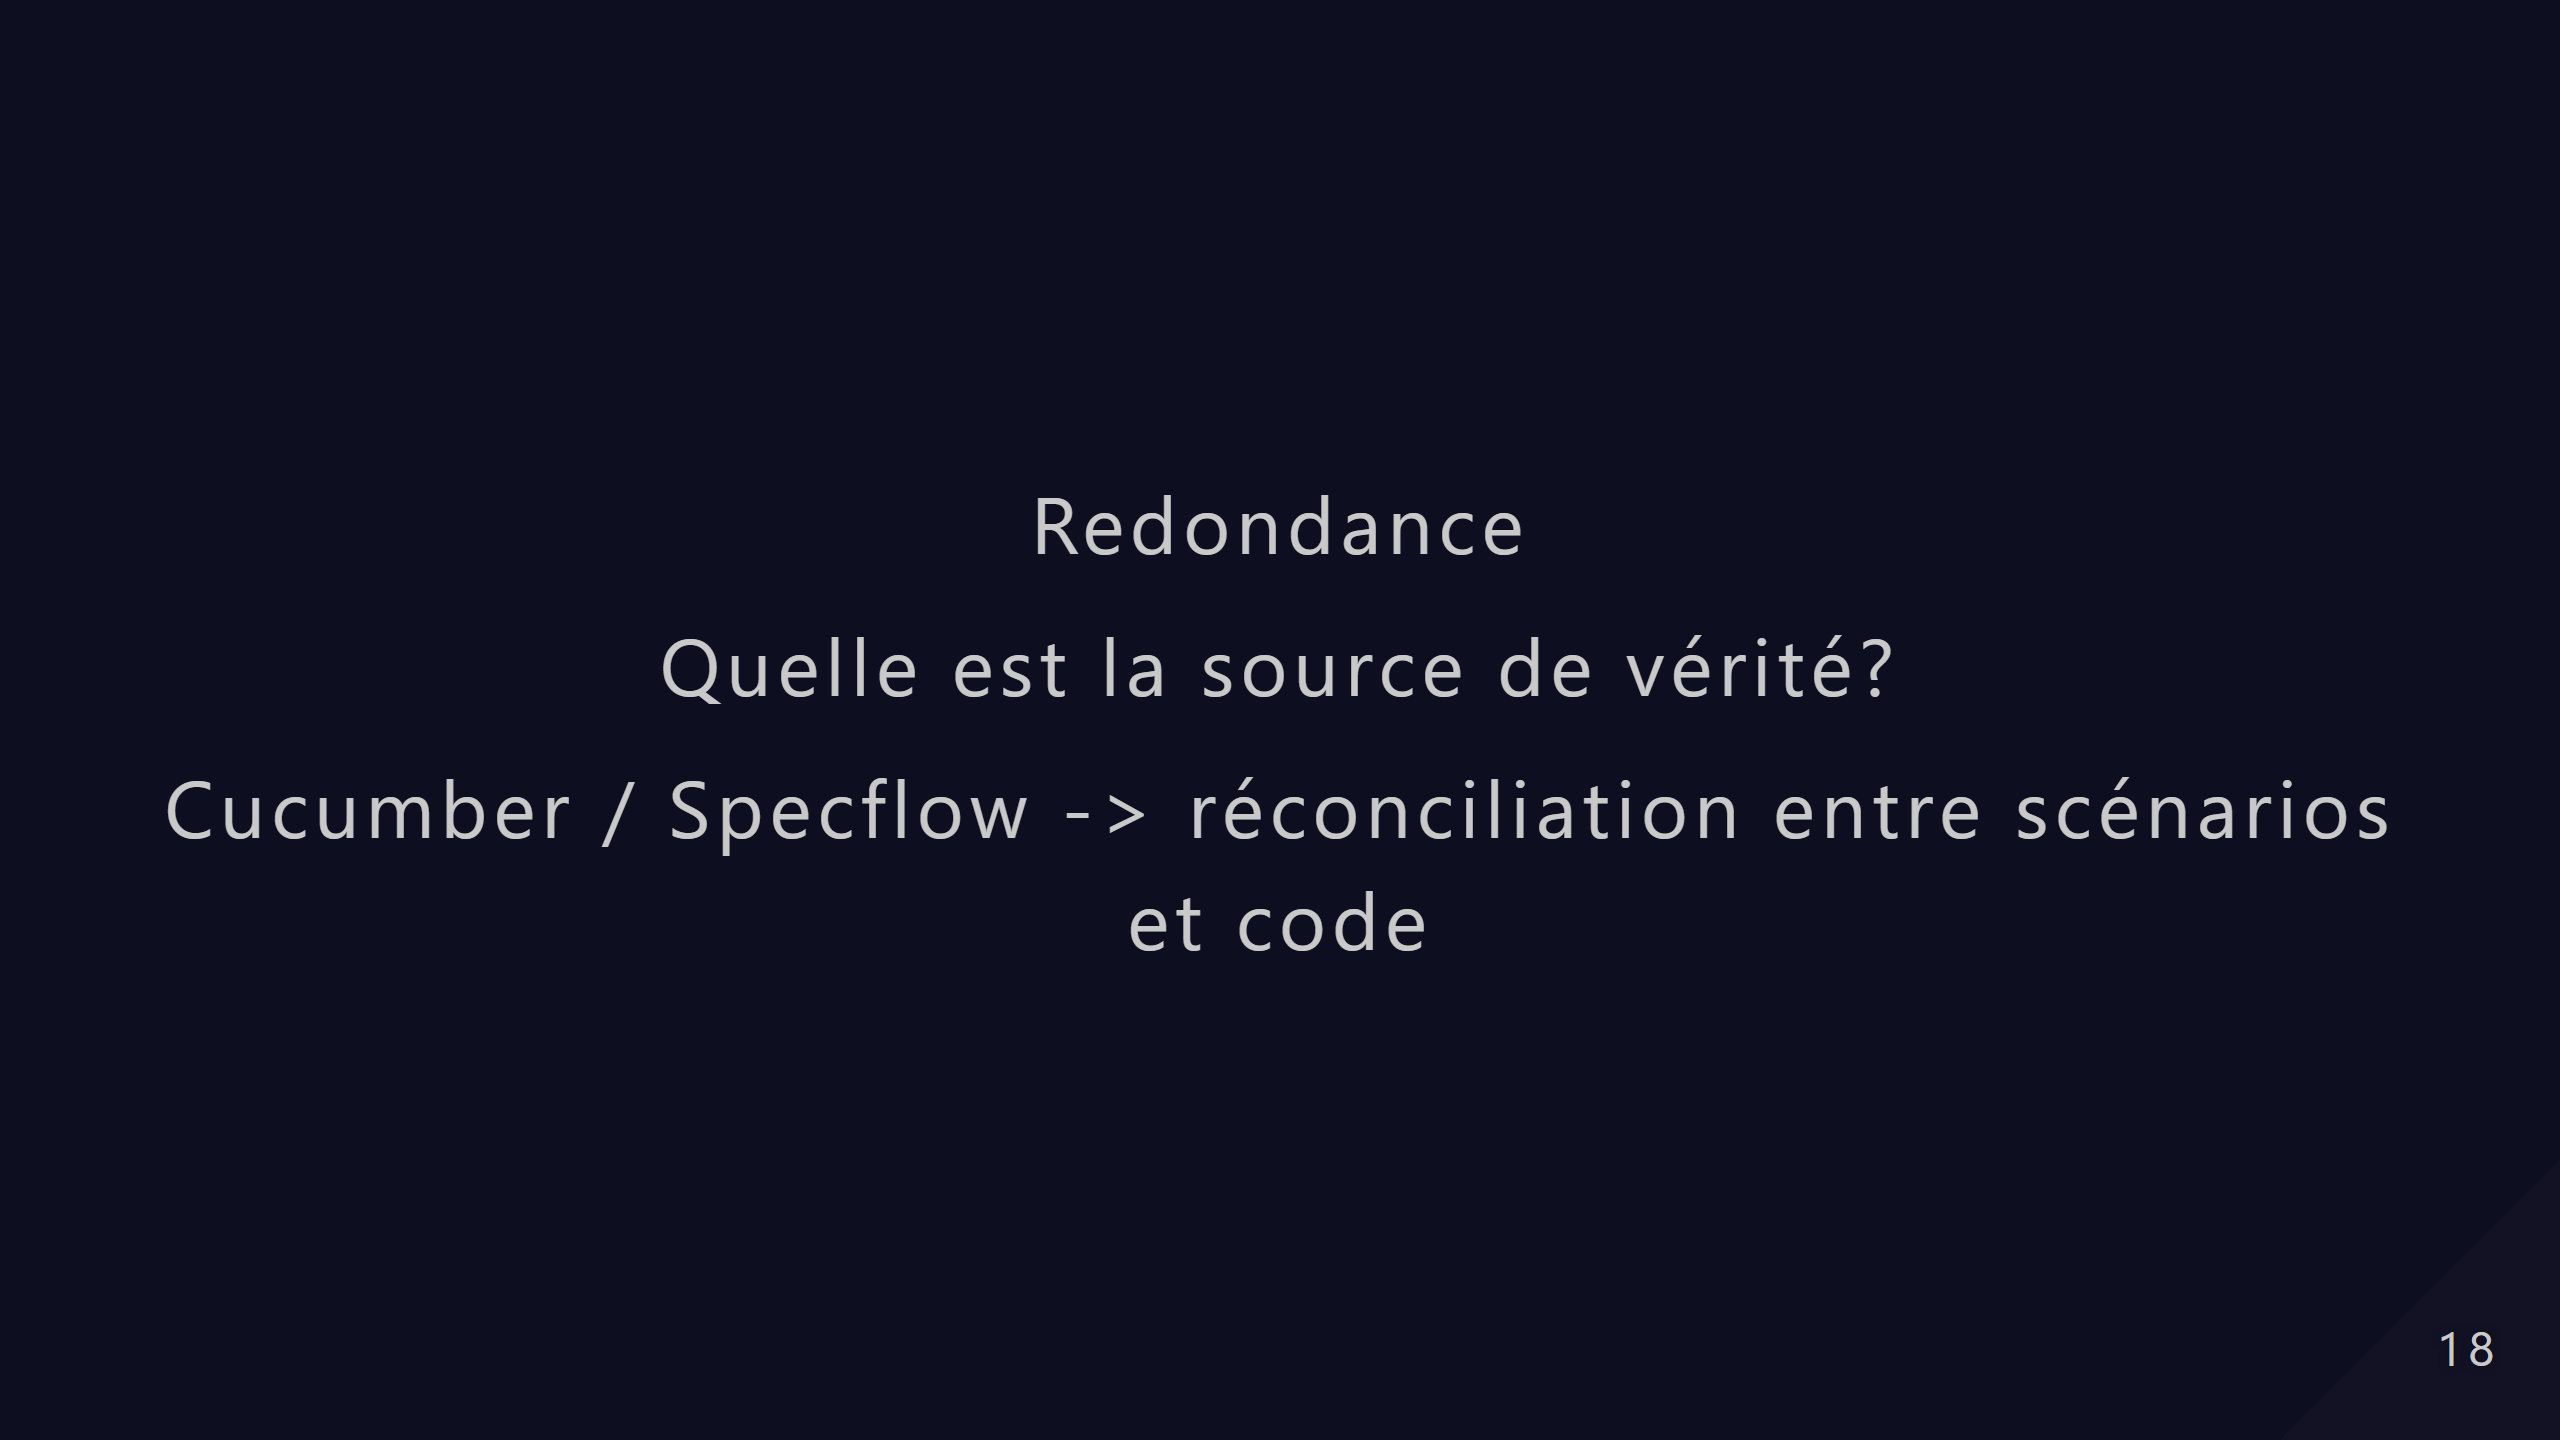 Redondance
Quelle est la source de vérité?
Cucumber / Specflow -> réconciliation entre scénarios
et code
18